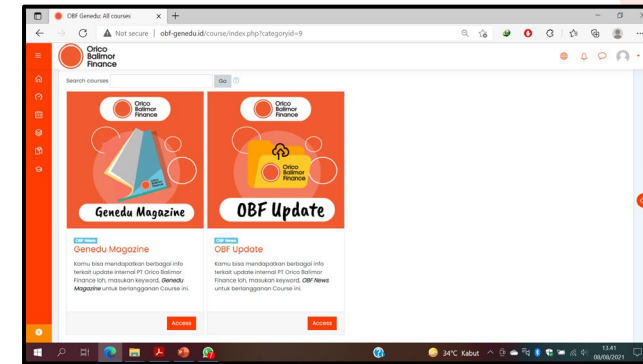 OBF Genedu: All courses
Not secure | obf-genedu.id/course/index.php?categoryid=9
Orico
Balimor
Finance
Search courses
Go
Orico
Balimor
Finance
Genedu Magazine
Orico
Balimor
Finance
Orico
Balimor
Finance
OBF Update
OBF News
Genedu Magazine
Kamu bisa mendapatkan berbagai info
terkait update internal PT Orico Balimor
Finance loh, masukan keyword, Genedu
Magazine untuk berlangganan Course ini.
Access
OBF News
OBF Update
Kamu bisa mendapatkan berbagai info
terkait update internal PT Orico Balimor
Finance loh, masukan keyword, OBF News
untuk berlangganan Course ini.
Access
34°C Kabut
13.41
08/08/2021